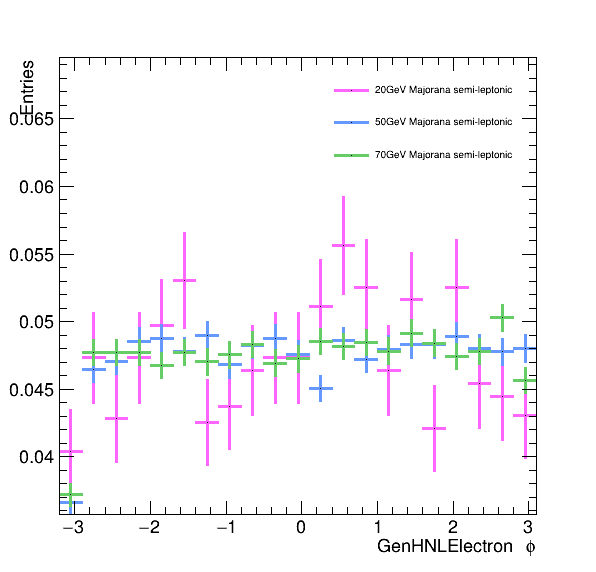 Entries
20GeV Majorana semi-leptonic
50GeV Majorana semi-leptonic
70GeV Majorana semi-leptonic
0.065
0.06
0.055
0.05
0.045
0.04
−3 −2 −1 0 1 2 3
GenHNLElectron ϕ